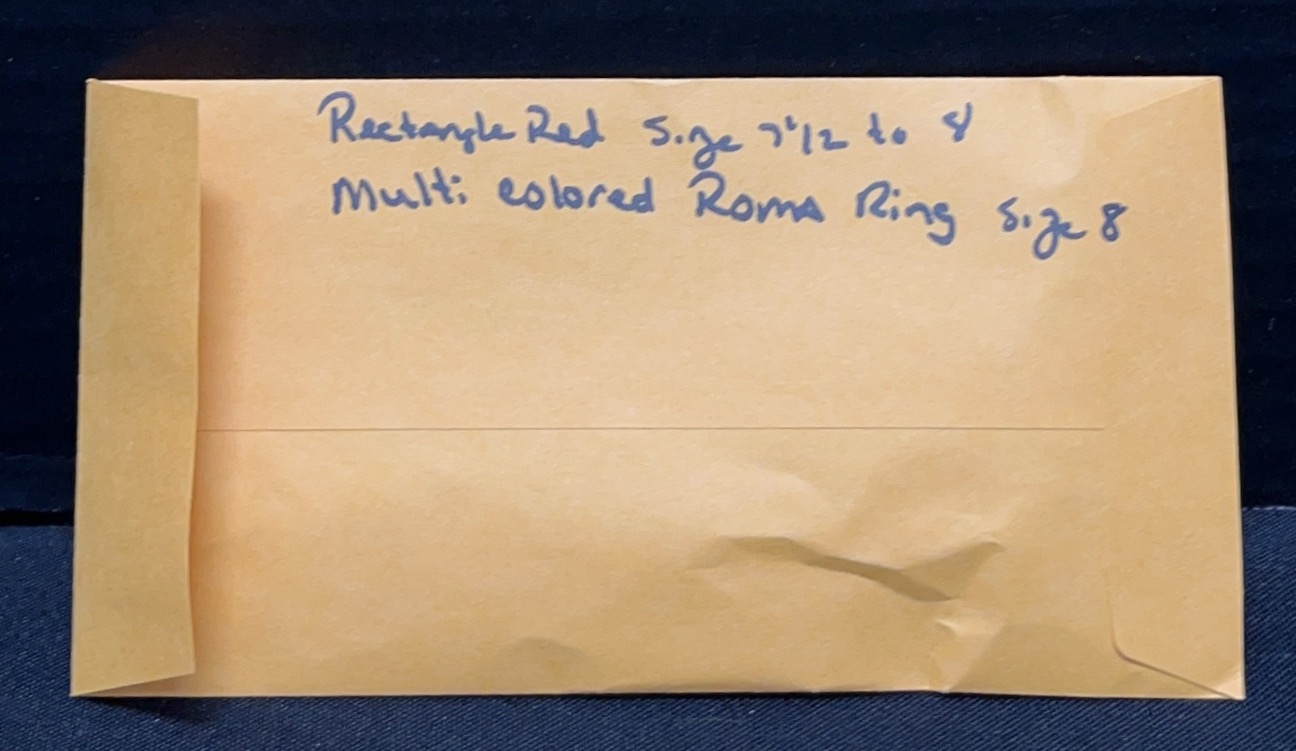 Rectangle Red Size 7 1/2 to 8
Multi colored Roma Ring Size 8